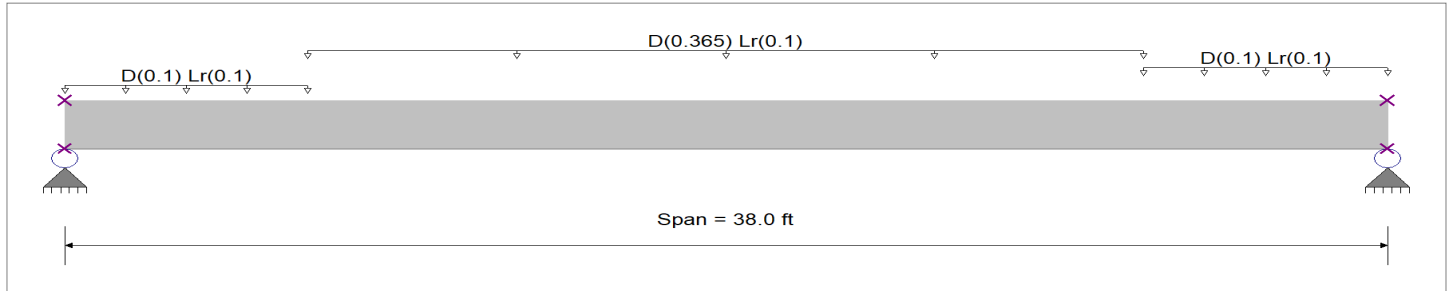 D(0.365) Lr(0.1)
D(0.1) Lr(0.1)
D(0.1) Lr(0.1)
Span = 38.0 ft